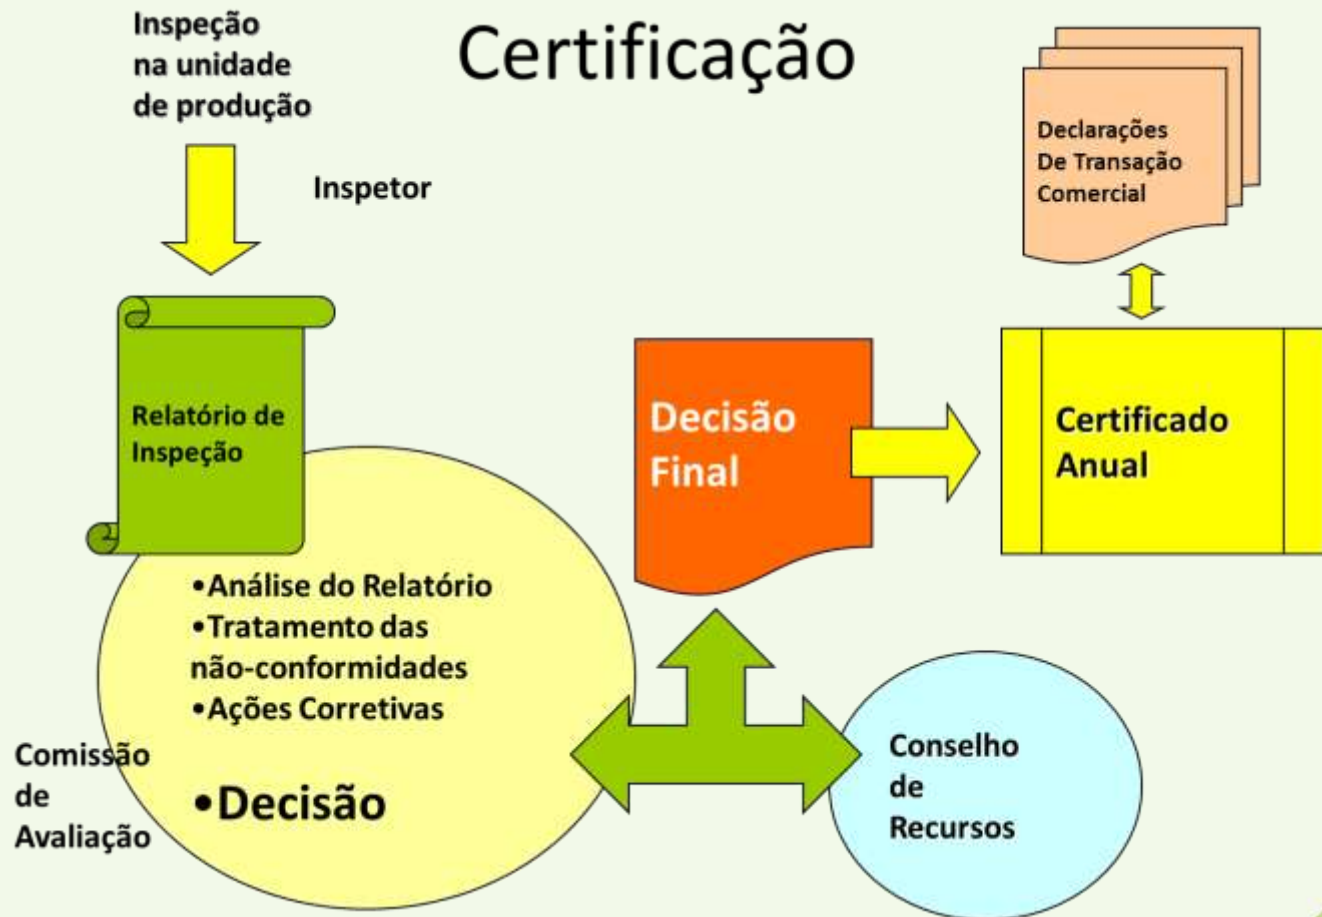 Certificação
Inspeção
na unidade
de produção
Inspetor
Relatório de
Inspeção
•Análise do Relatório
•Tratamento das
não-conformidades
•Ações Corretivas
•Decisão
Comissão
de
Avaliação
Decisão
Final
Conselho
de
Recursos
Certificado
Anual
Declarações
De Transação
Comercial